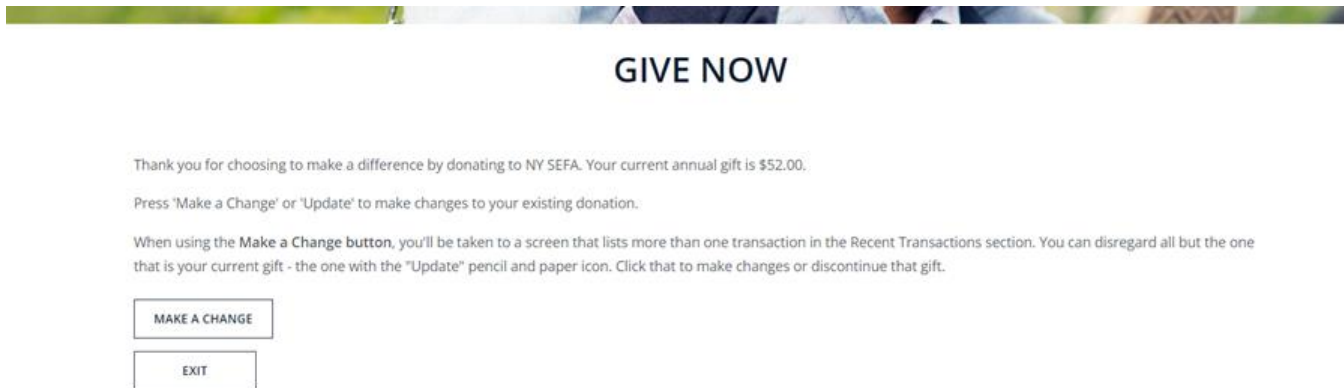 GIVE NOW
Thank you for choosing to make a difference by donating to NY SEFA. Your current annual gift is $52.00.
Press 'Make a Change' or 'Update' to make changes to your existing donation.
When using the Make a Change button, you'll be taken to a screen that lists more than one transaction in the Recent Transactions section. You can disregard all but the one
that is your current gift - the one with the "Update" pencil and paper icon. Click that to make changes or discontinue that gift.
MAKE A CHANGE
EXIT